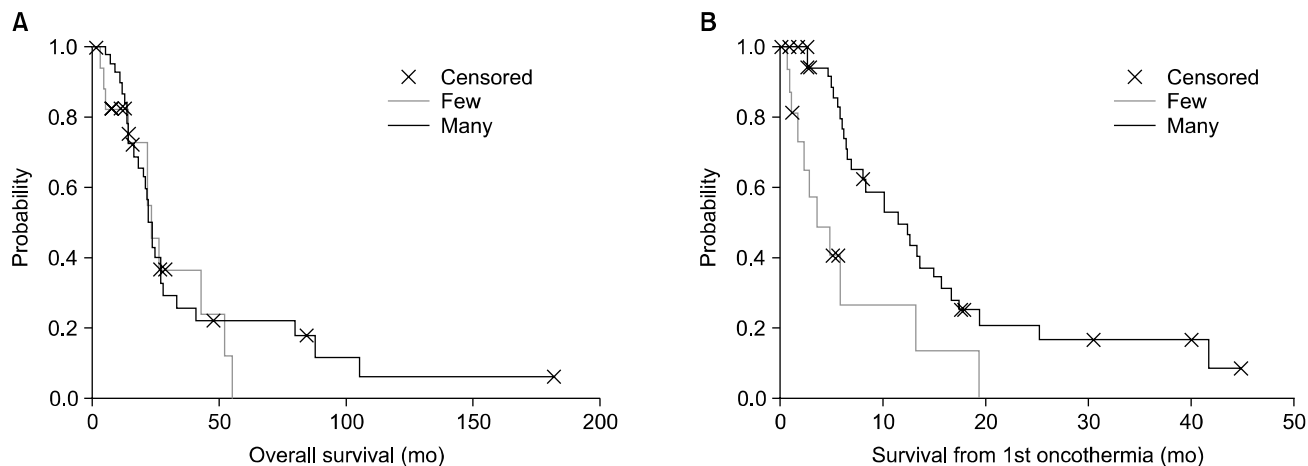 A
1.0
0.8
0.6
0.4
0.2
0.0
Probability
Censored
Few
Many
0 50 100 150 200
Overall survival (mo)
B
1.0
0.8
0.6
0.4
0.2
0.0
Probability
Censored
Few
Many
0 10 20 30 40 50
Survival from 1st oncothermia (mo)